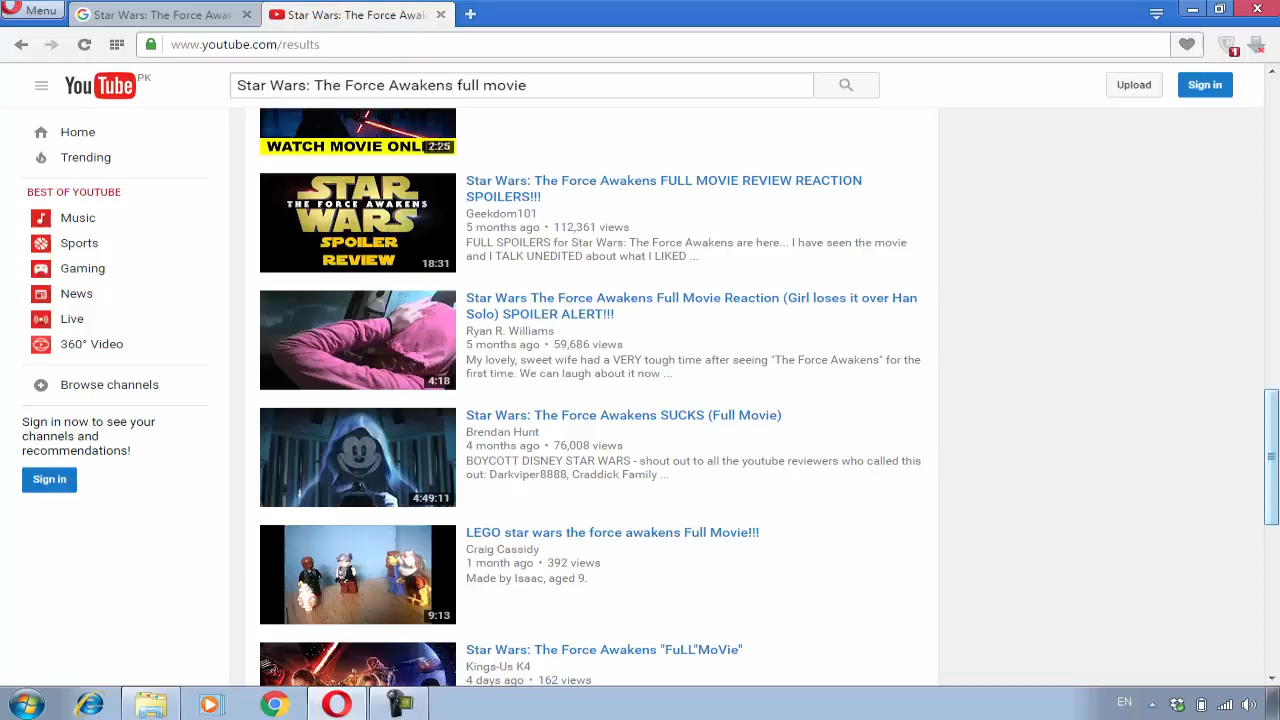 Menu
Star Wars: The Force Awa
Star Wars: The Force Awak
www.youtube.com/results
1
YouTube PK
Star Wars: The Force Awakens full movie
Upload
Sign in
Home
Trending
BEST OF YOUTUBE
Music
Sports
Gaming
News
Live
360° Video
Browse channels
Sign in now to see your
channels and
recommendations!
Sign in
WATCH MOVIE ONLI
2:25
STAR
THE FORCE AWAKENS
WARS
SPOILER
REVIEW
18:31
Star Wars: The Force Awakens FULL MOVIE REVIEW REACTION
SPOILERS!!!
Geekdom101
5 months ago • 112,361 views
FULL SPOILERS for Star Wars: The Force Awakens are here... I have seen the movie
and I TALK UNEDITED about what I LIKED ...
4:18
Star Wars The Force Awakens Full Movie Reaction (Girl loses it over Han
Solo) SPOILER ALERT!!!
Ryan R. Williams
5 months ago • 59,686 views
My lovely, sweet wife had a VERY tough time after seeing "The Force Awakens" for the
first time. We can laugh about it now ...
4:49:11
Star Wars: The Force Awakens SUCKS (Full Movie)
Brendan Hunt
4 months ago • 76,008 views
BOYCOTT DISNEY STAR WARS - shout out to all the youtube reviewers who called this
out: Darkviper8888, Craddick Family ...
9:13
LEGO star wars the force awakens Full Movie!!!
Craig Cassidy
1 month ago • 392 views
Made by Isaac, aged 9.
Star Wars: The Force Awakens "FuLL"MoVie"
Kings-Us K4
4 days ago • 162 views
EN